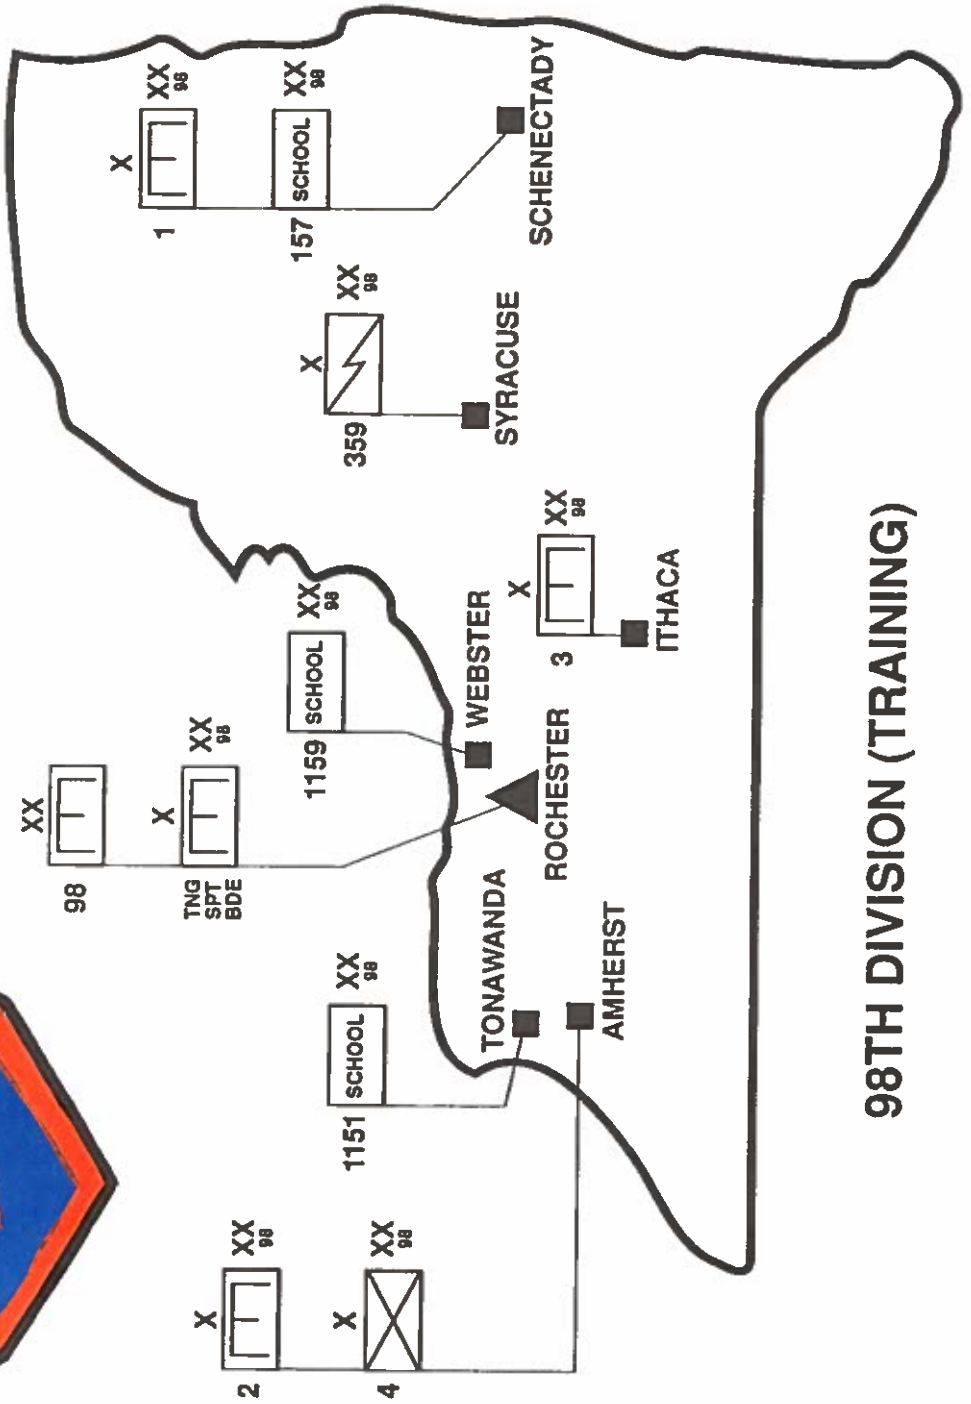 XX
98
X
XX
98
TNG
SPT
BDE
X
XX
98
2
X
XX
98
4
SCHOOL
XX
98
1151
SCHOOL
XX
98
1159
X
XX
98
1
SCHOOL
XX
98
157
X
XX
98
359
X
XX
98
3
TONAWANDA
AMHERST
ROCHESTER
WEBSTER
ITHACA
SYRACUSE
SCHENECTADY
98TH DIVISION (TRAINING)